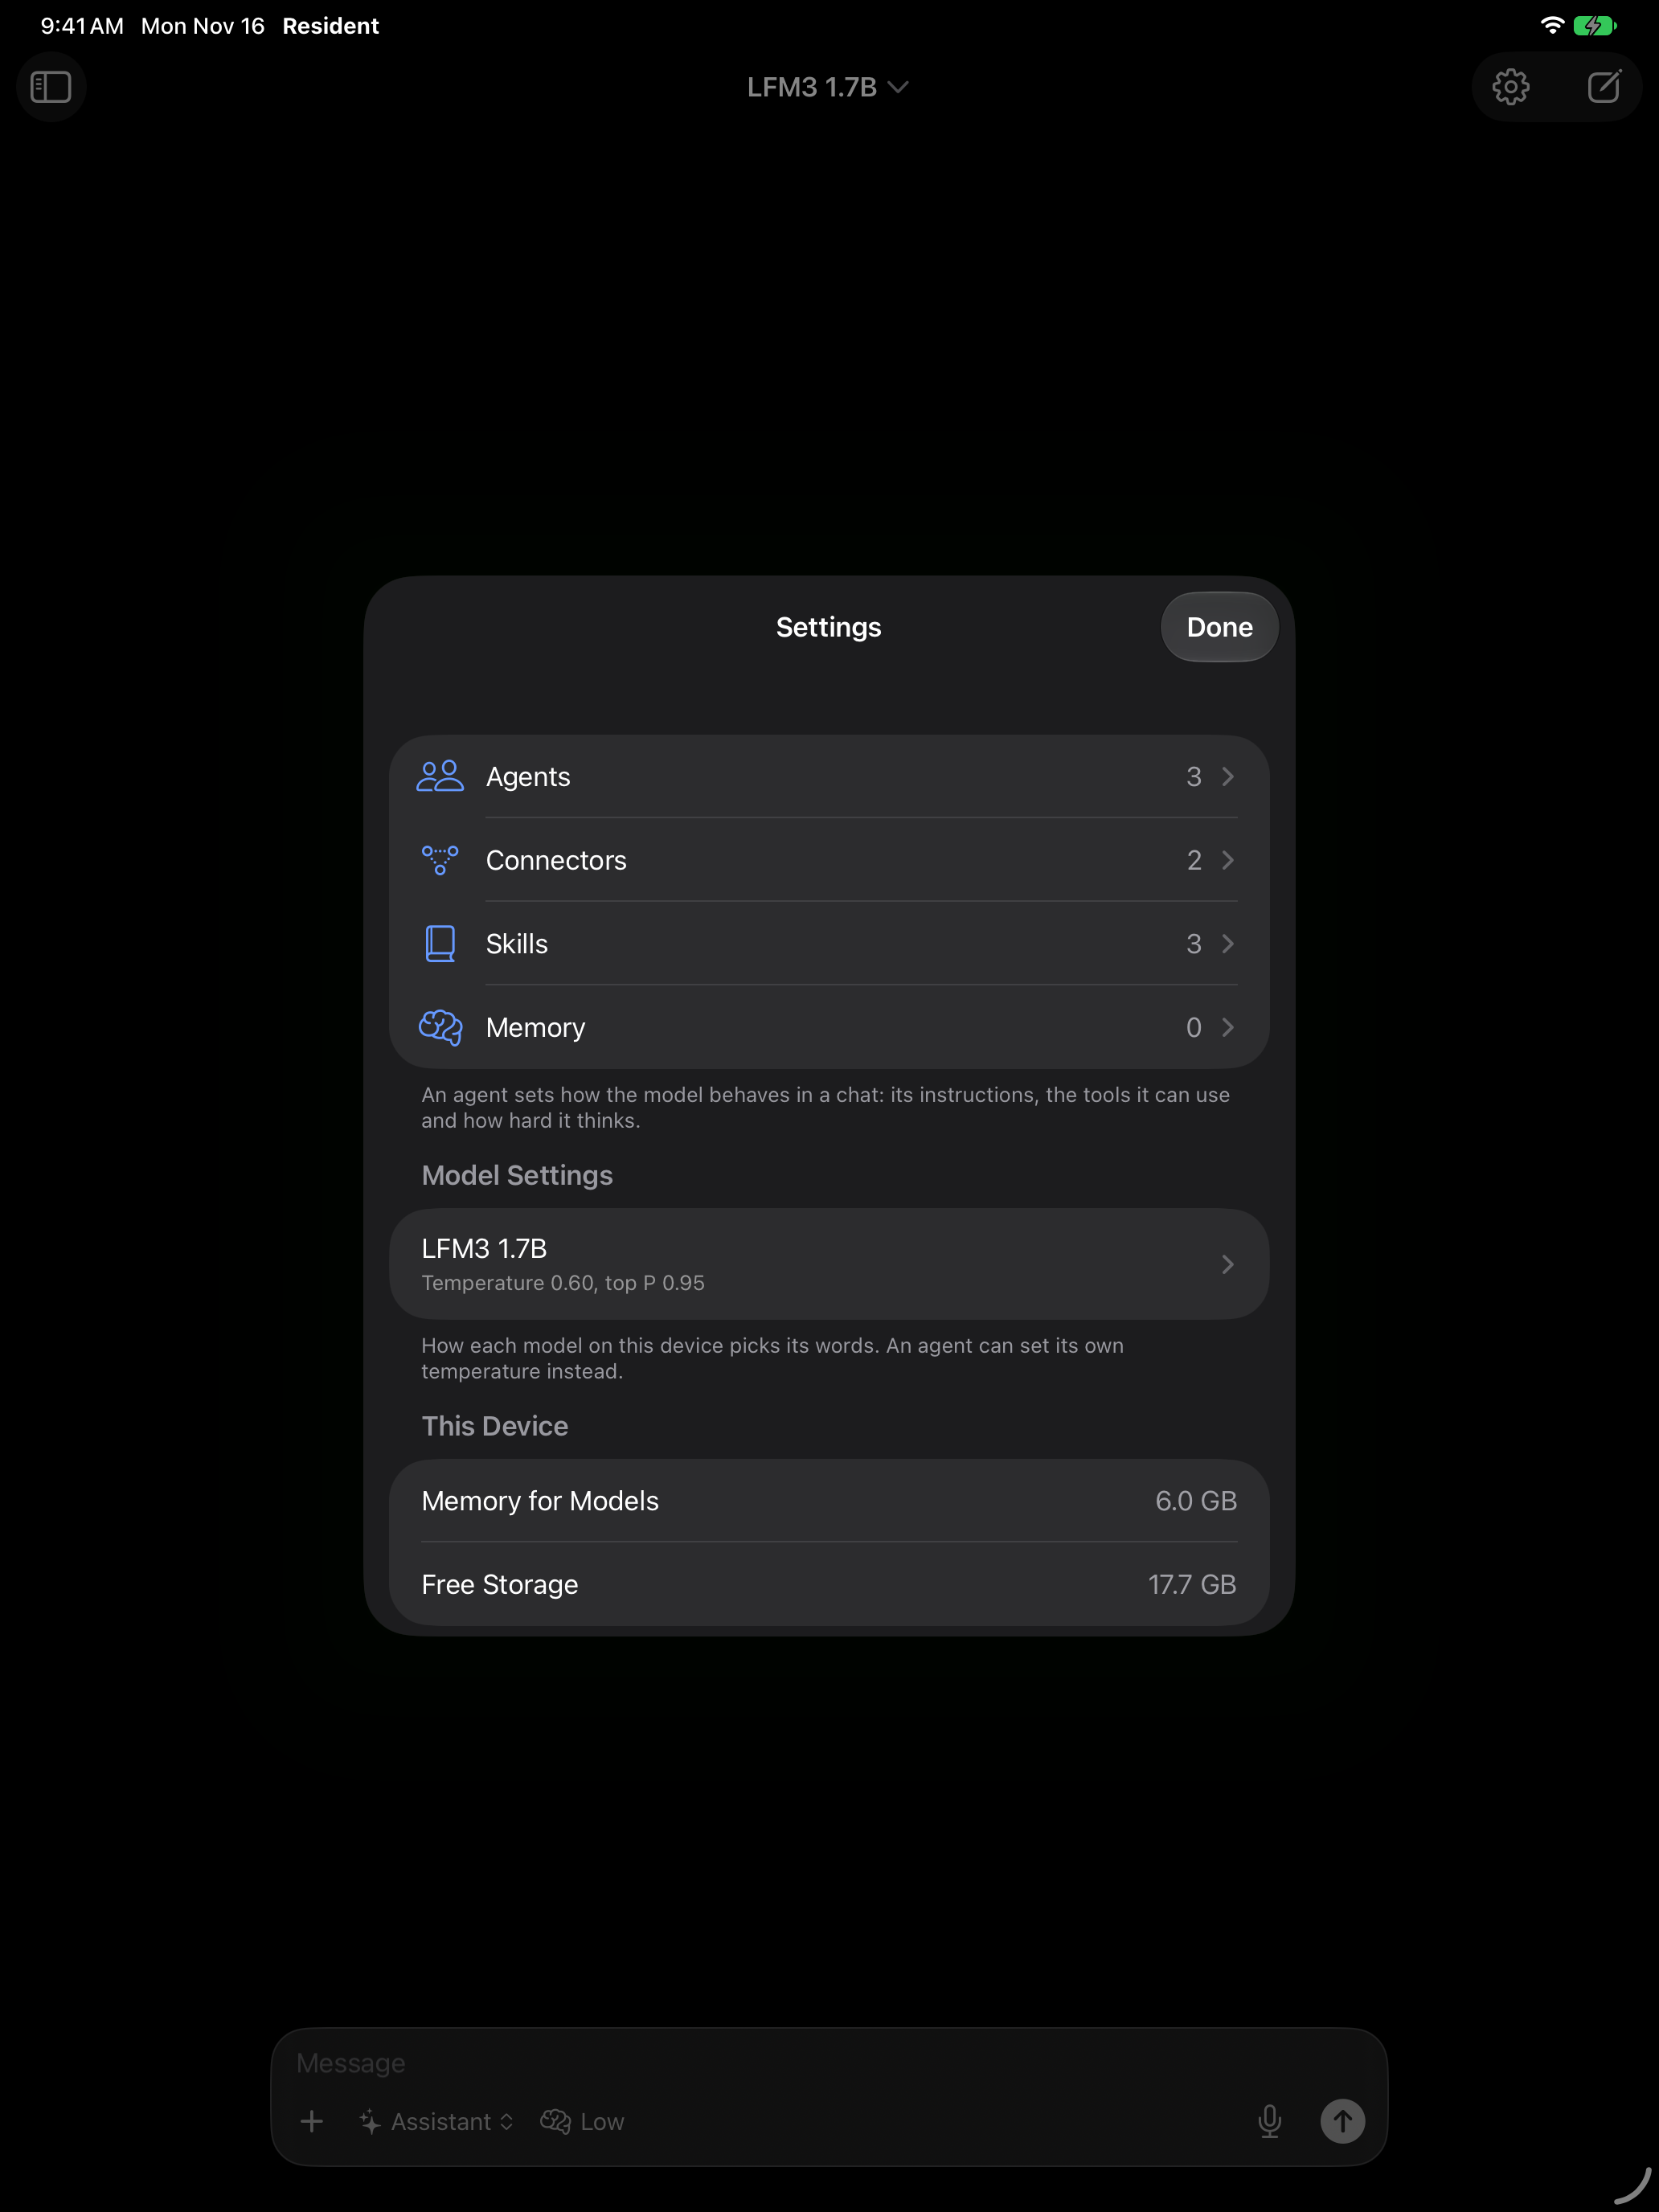 9:41 AM Mon Nov 16 Resident
LFM3 1.7B
Settings
Done
Agents 3
Connectors 2
Skills 3
Memory 0
An agent sets how the model behaves in a chat: its instructions, the tools it can use
and how hard it thinks.
Model Settings
LFM3 1.7B
Temperature 0.60, top P 0.95
How each model on this device picks its words. An agent can set its own
temperature instead.
This Device
Memory for Models 6.0 GB
Free Storage 17.7 GB
Message
Assistant Low